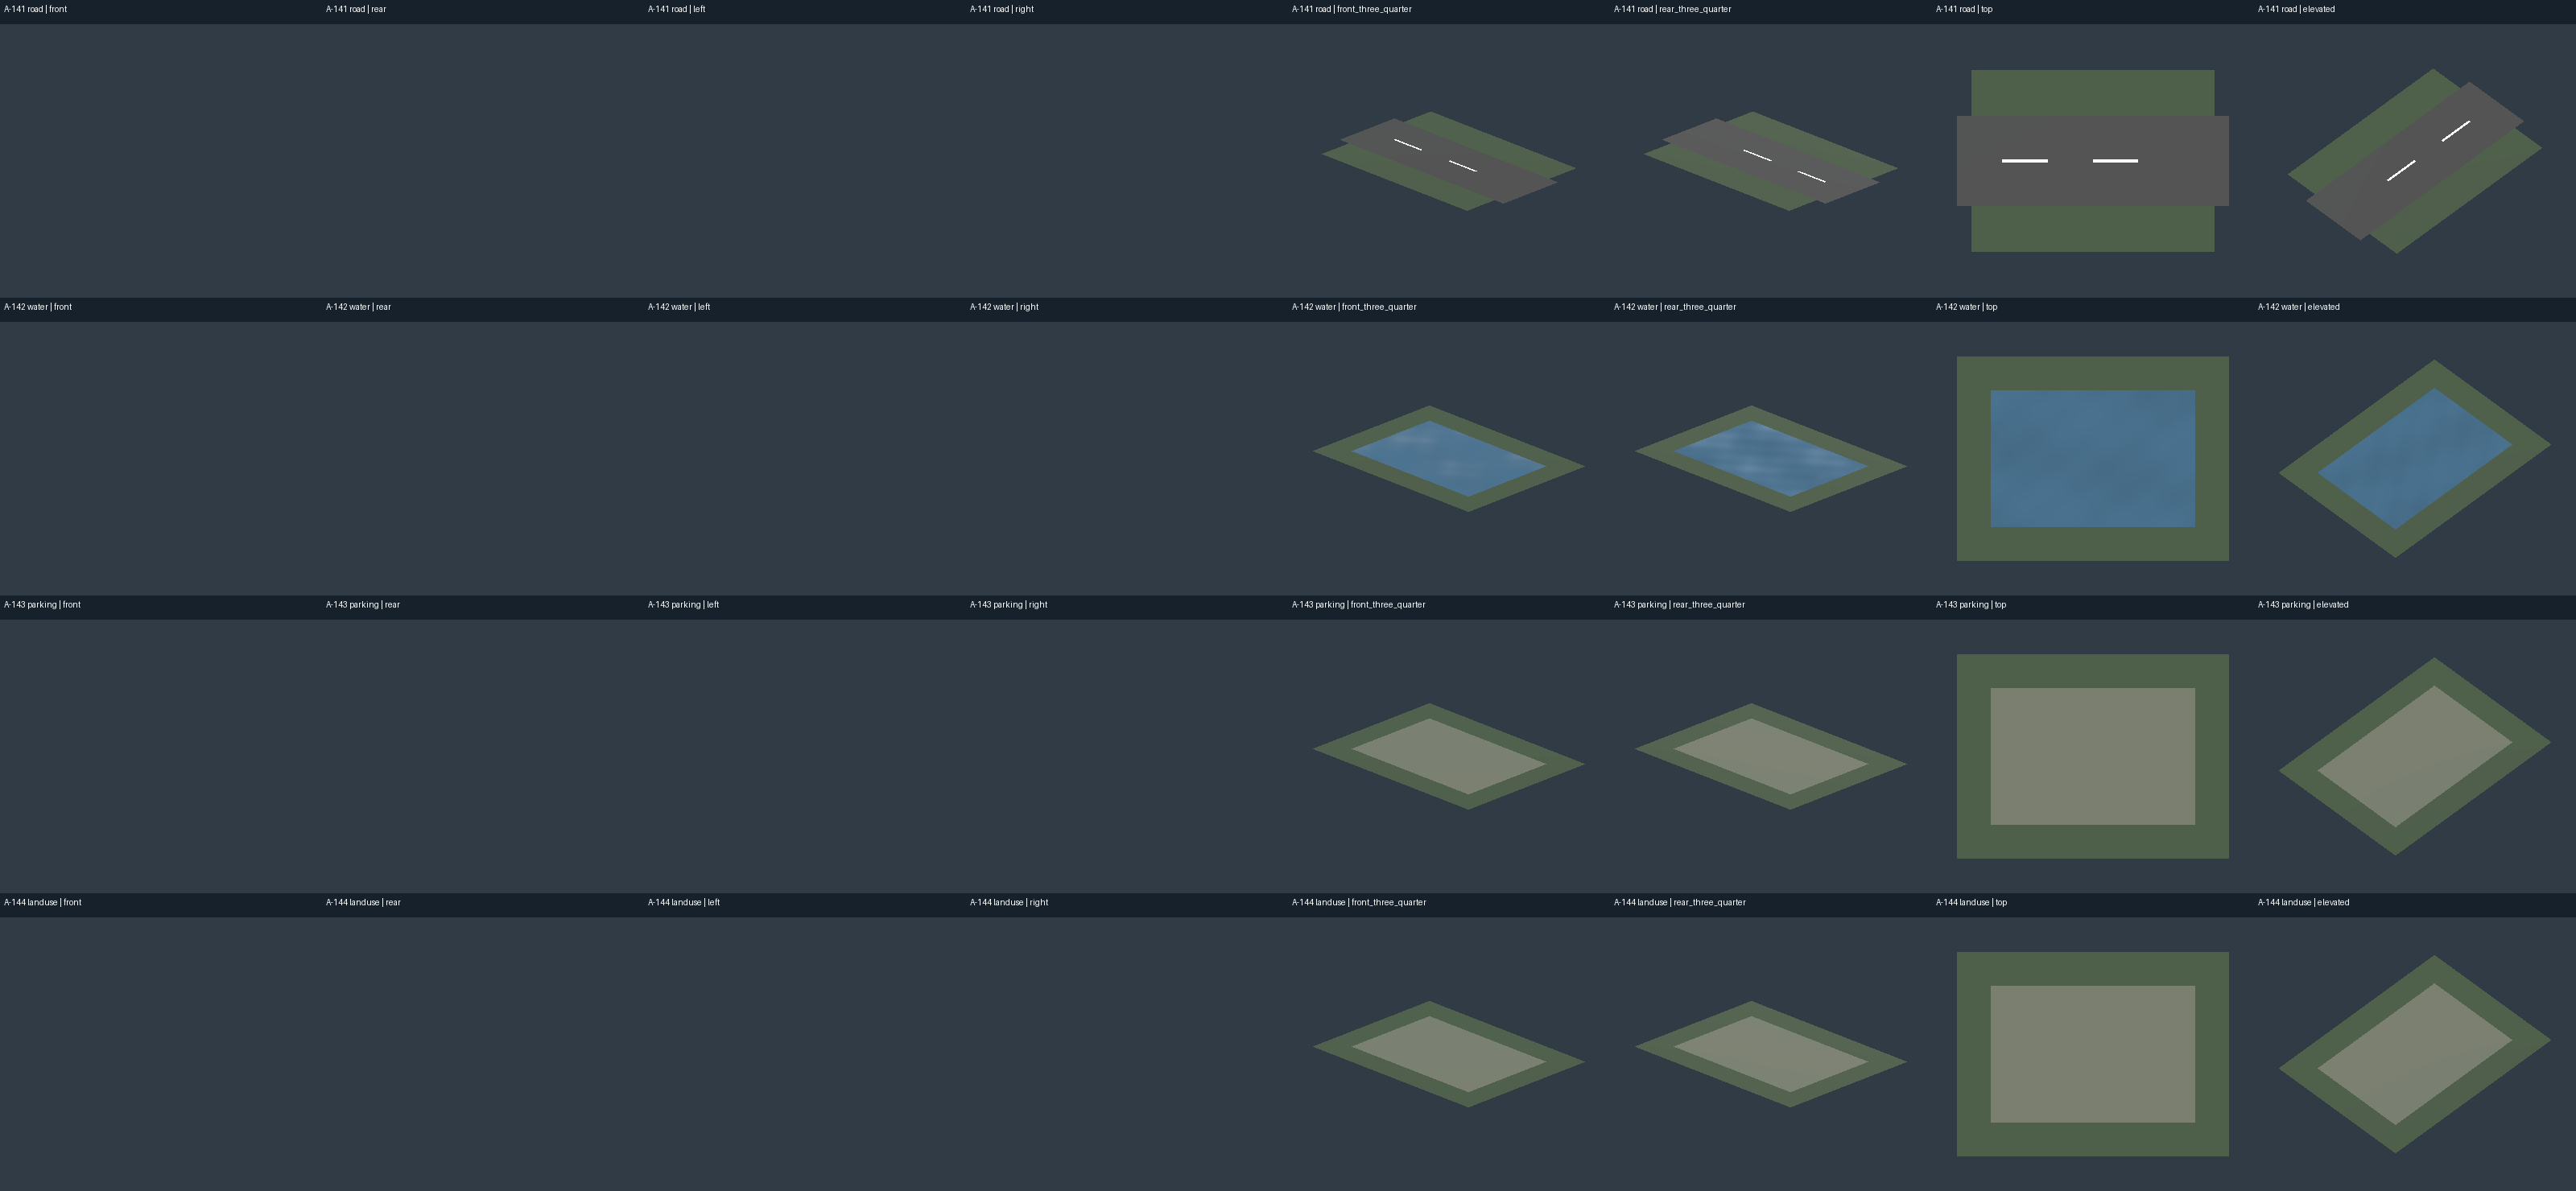 A-141 road | front
A-141 road | rear
A-141 road | left
A-141 road | right
A-141 road | front_three_quarter
A-141 road | rear_three_quarter
A-141 road | top
A-141 road | elevated
A-142 water | front
A-142 water | rear
A-142 water | left
A-142 water | right
A-142 water | front_three_quarter
A-142 water | rear_three_quarter
A-142 water | top
A-142 water | elevated
A-143 parking | front
A-143 parking | rear
A-143 parking | left
A-143 parking | right
A-143 parking | front_three_quarter
A-143 parking | rear_three_quarter
A-143 parking | top
A-143 parking | elevated
A-144 landuse | front
A-144 landuse | rear
A-144 landuse | left
A-144 landuse | right
A-144 landuse | front_three_quarter
A-144 landuse | rear_three_quarter
A-144 landuse | top
A-144 landuse | elevated